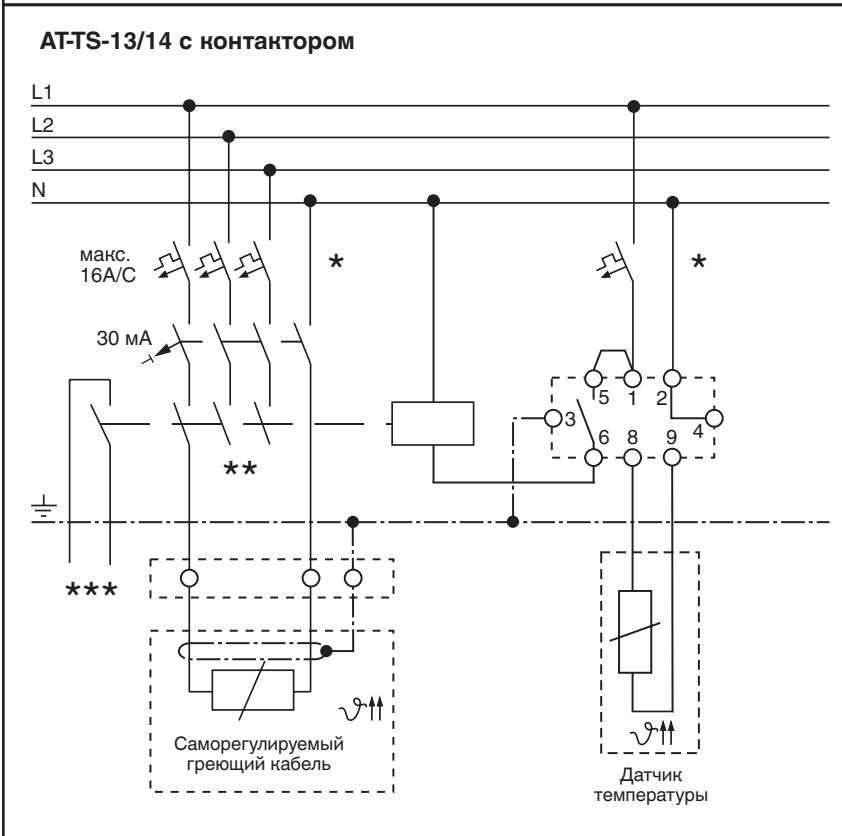 AT-TS-13/14 с контактором
L1
L2
L3
N
макс.
16A/C
*
*
30 мА
5 1 2
3
4
6 8 9
**
***
Саморегулируемый
греющий кабель
Датчик
температуры